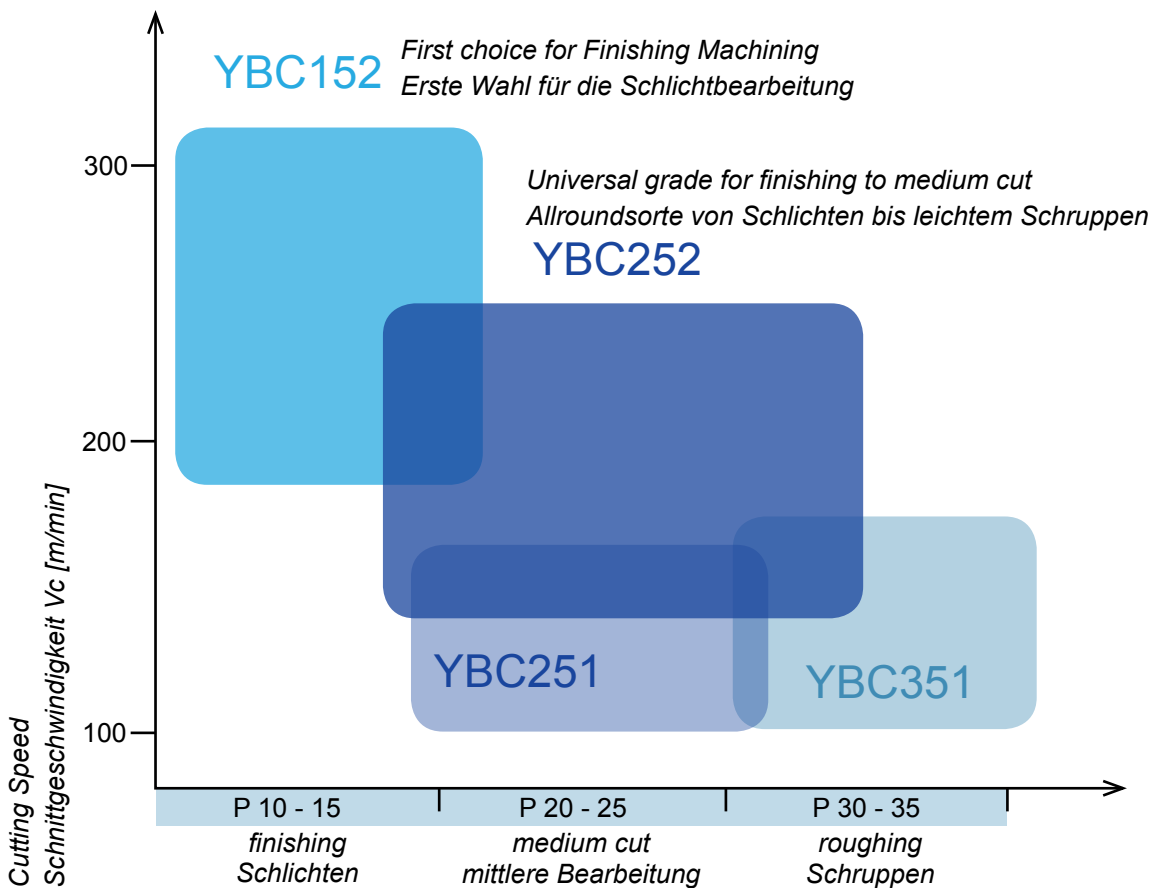 YBC152
First choice for Finishing Machining
Erste Wahl für die Schlichtbearbeitung
300
Universal grade for finishing to medium cut
Allroundsorte von Schlichten bis leichtem Schruppen
YBC252
200
YBC251
YBC351
100
Cutting Speed
Schnittgeschwindigkeit Vc [m/min]
P 10 - 15
P 20 - 25
P 30 - 35
finishing
Schlichten
medium cut
mittlere Bearbeitung
roughing
Schruppen